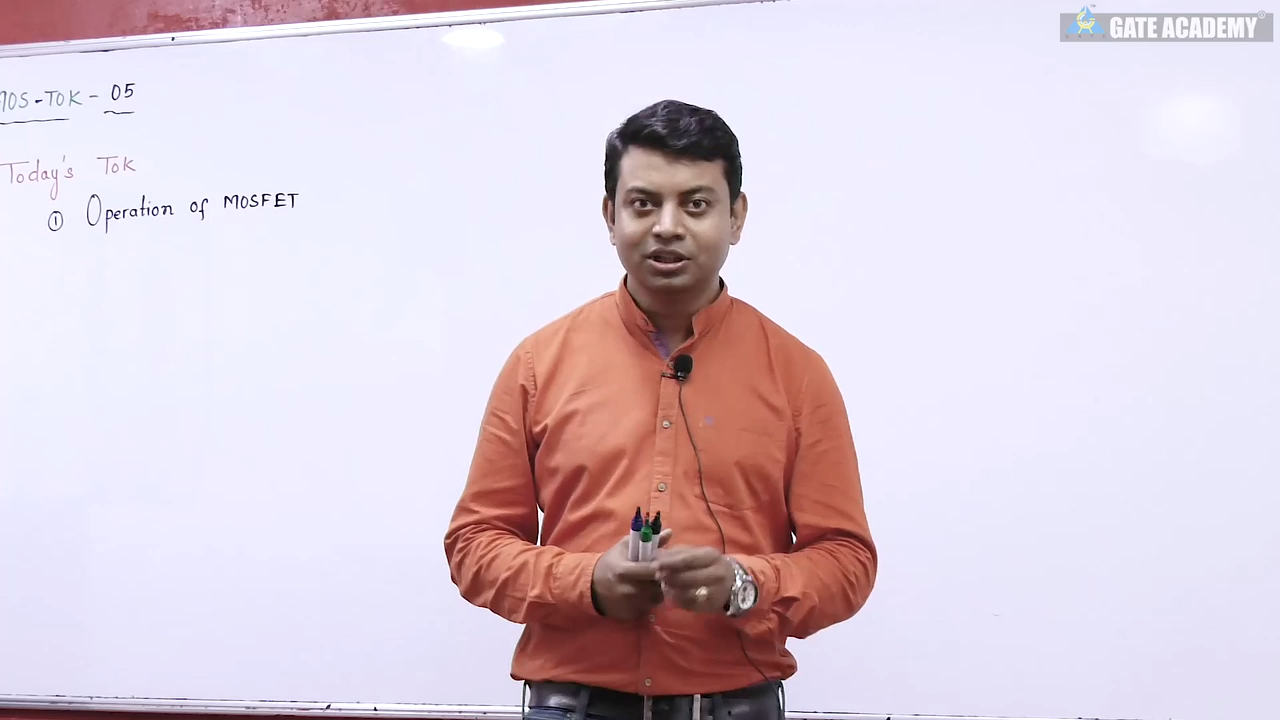 MOS-TOK- 05
Today's TOK
① Operation of MOSFET
GATE ACADEMY®